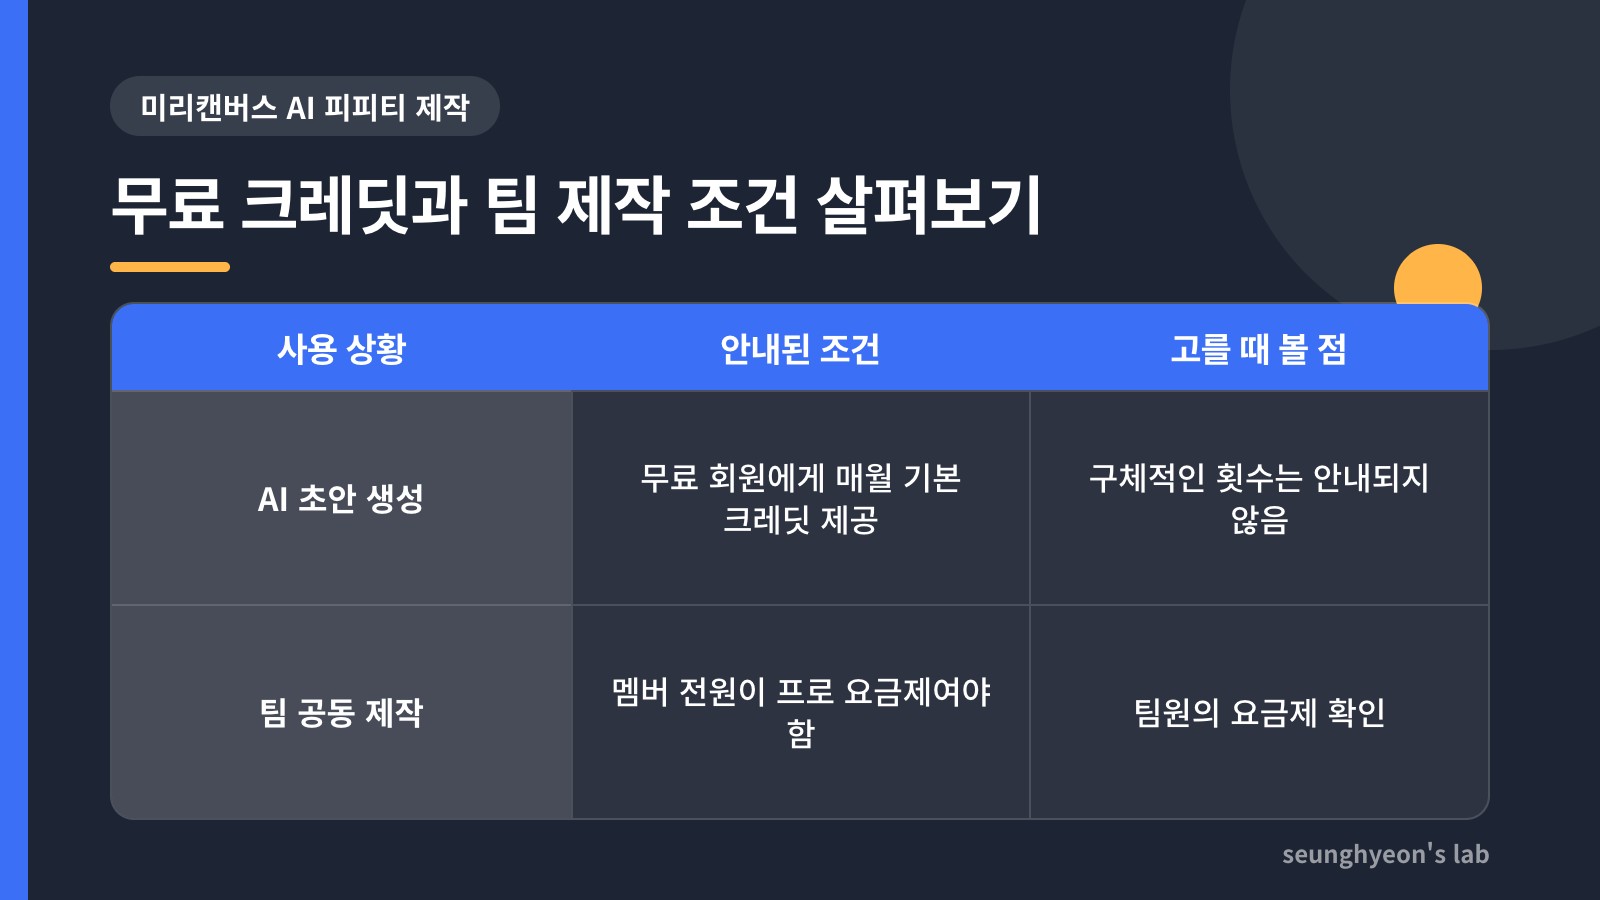 미리캔버스 AI 피피티 제작
무료 크레딧과 팀 제작 조건 살펴보기
사용 상황
안내된 조건
고를 때 볼 점
AI 초안 생성
무료 회원에게 매월 기본
크레딧 제공
구체적인 횟수는 안내되지
않음
팀 공동 제작
멤버 전원이 프로 요금제여야
함
팀원의 요금제 확인
seunghyeon's lab